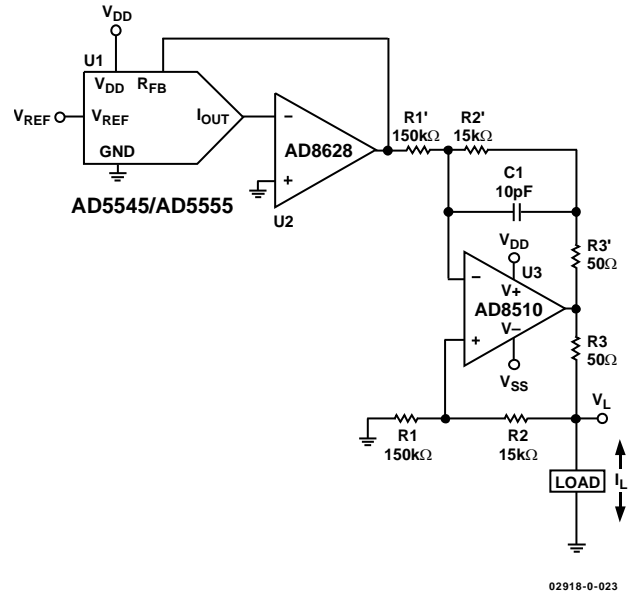 VDD
U1
VDD
RFB
VREF
VREF
IOUT
GND
AD5545/AD5555
−
AD8628
+
U2
R1'
150kΩ
R2'
15kΩ
C1
10pF
R3'
50Ω
VDD
U3
−
V+
AD8510
+
V−
VSS
R3
50Ω
VL
R1
150kΩ
R2
15kΩ
LOAD
IL
02918-0-023